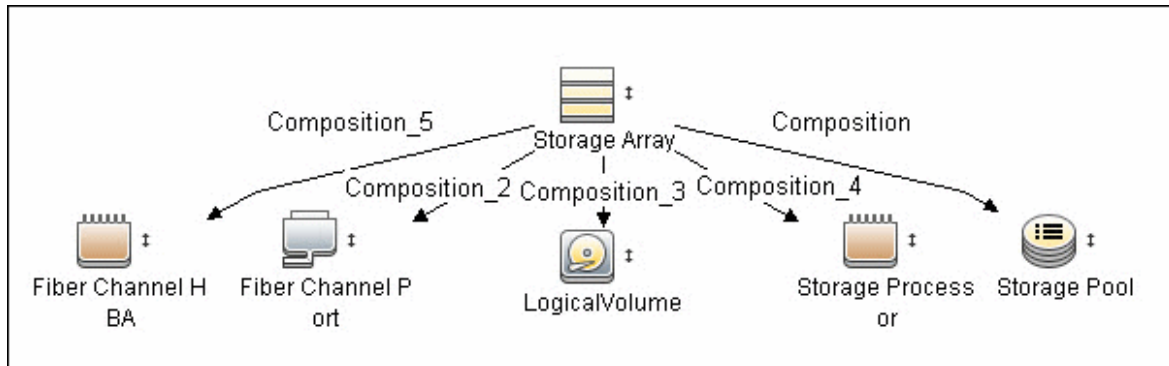 Composition_5
Composition
Storage Array
Composition_2
Composition_3
Composition_4
Fiber Channel H
BA
Fiber Channel P
ort
LogicalVolume
Storage Process
or
Storage Pool